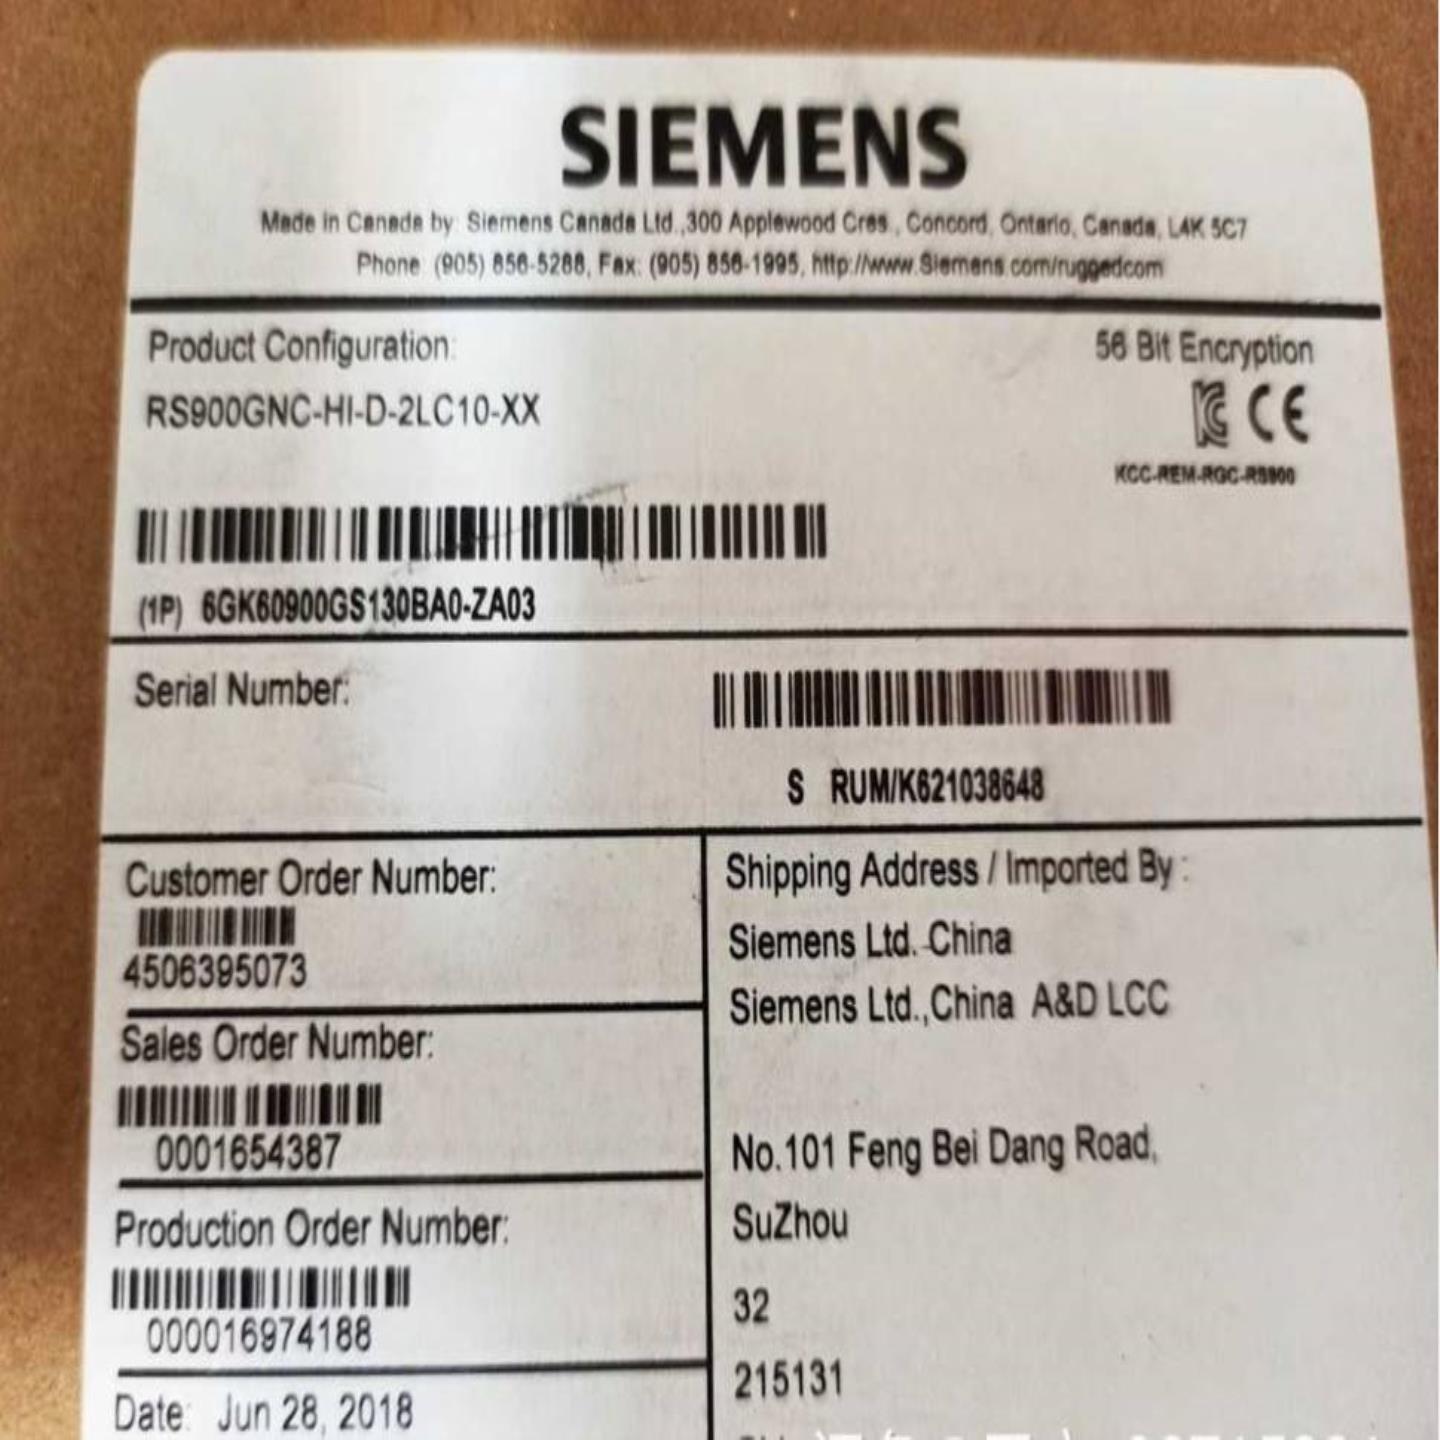 SIEMENS
Made in Canada by: Siemens Canada Ltd.,300 Applewood Cres., Concord, Ontario, Canada, L4K 5C7
Phone: (905) 856-5288, Fax: (905) 856-1995, http://www.Siemens.com/ruggedcom
Product Configuration:
56 Bit Encryption
RS900GNC-HI-D-2LC10-XX
CE
KCC-REM-RGC-RS900
(1P) 6GK60900GS130BA0-ZA03
Serial Number:
S RUM/K621038648
Customer Order Number:
4506395073
Sales Order Number:
0001654387
Production Order Number:
000016974188
Date: Jun 28, 2018
Shipping Address / Imported By :
Siemens Ltd. China
Siemens Ltd.,China A&D LCC
No.101 Feng Bei Dang Road,
SuZhou
32
215131